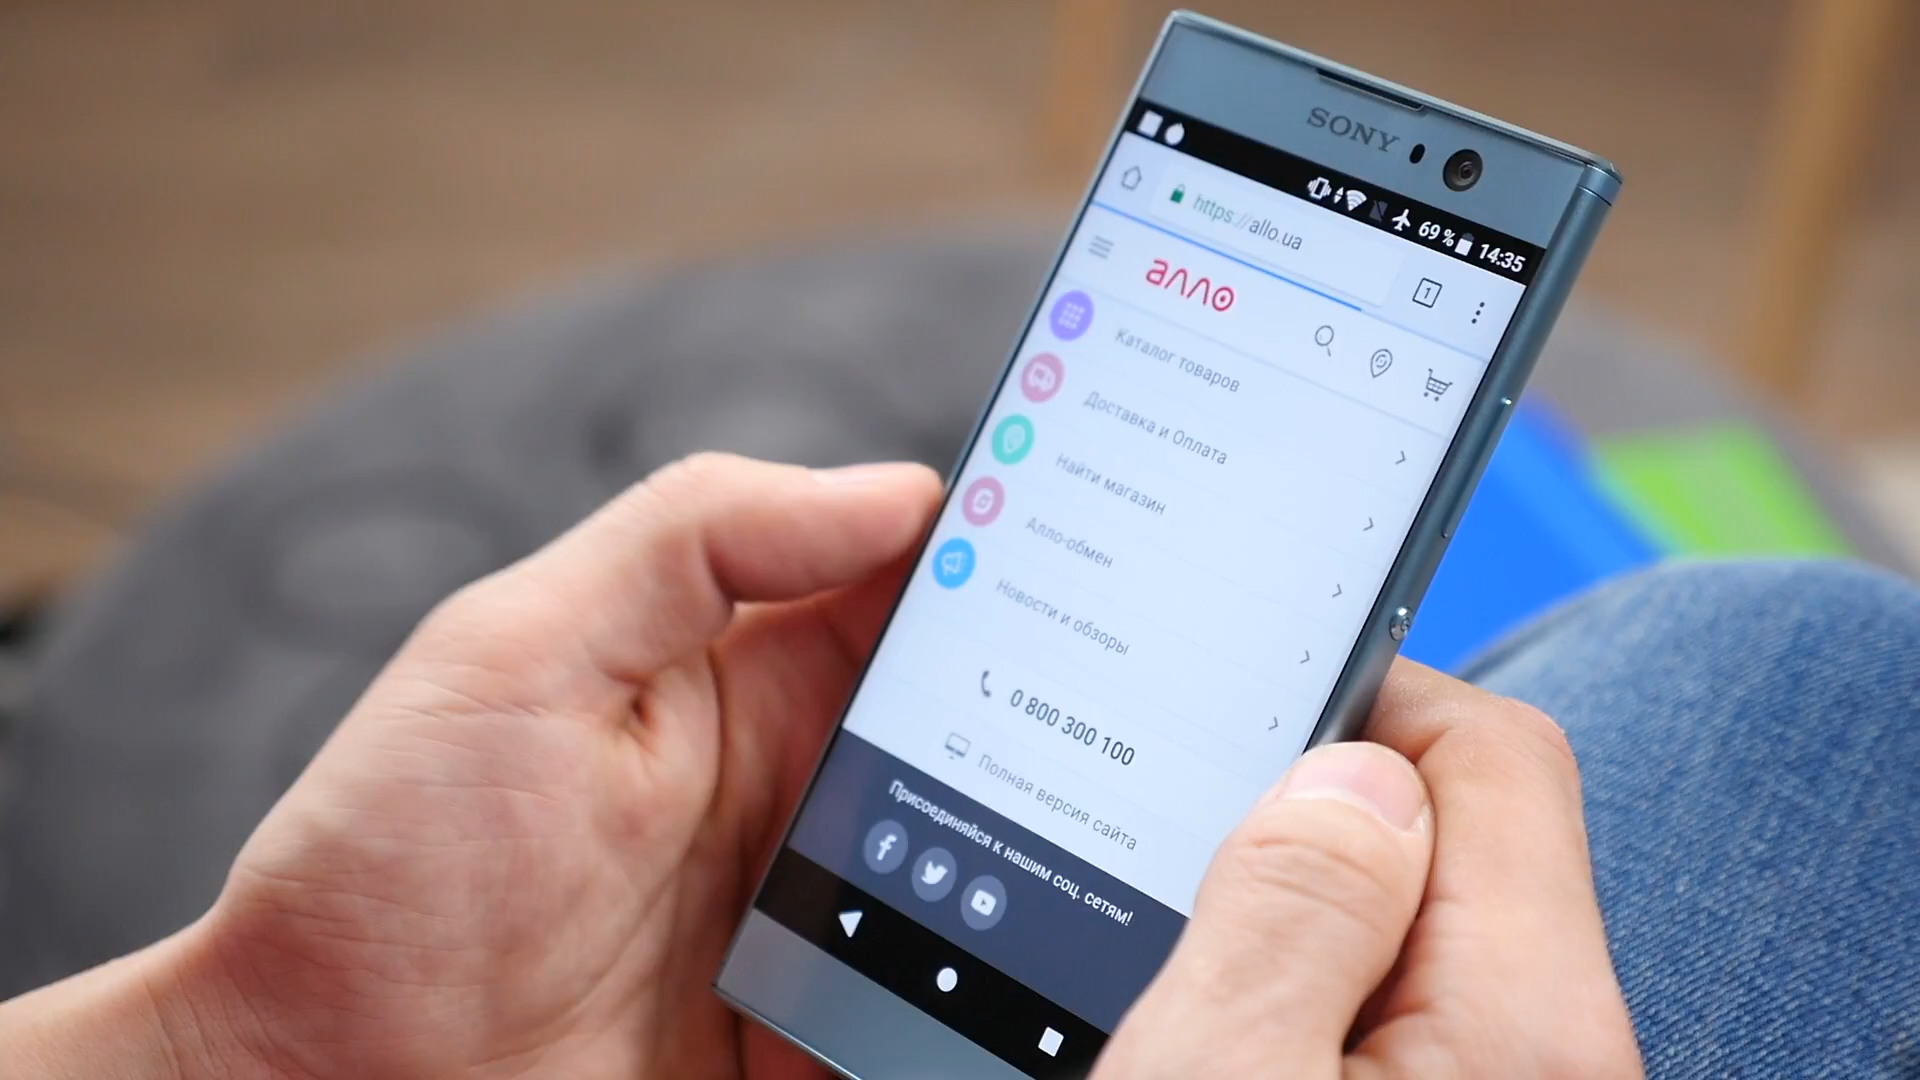 SONY
69 % 14:35
https://allo.ua
1
алло
Каталог товаров
Доставка и Оплата
Найти магазин
Алло-обмен
Новости и обзоры
0 800 300 100
Полная версия сайта
Присоединяйся к нашим соц. сетям!